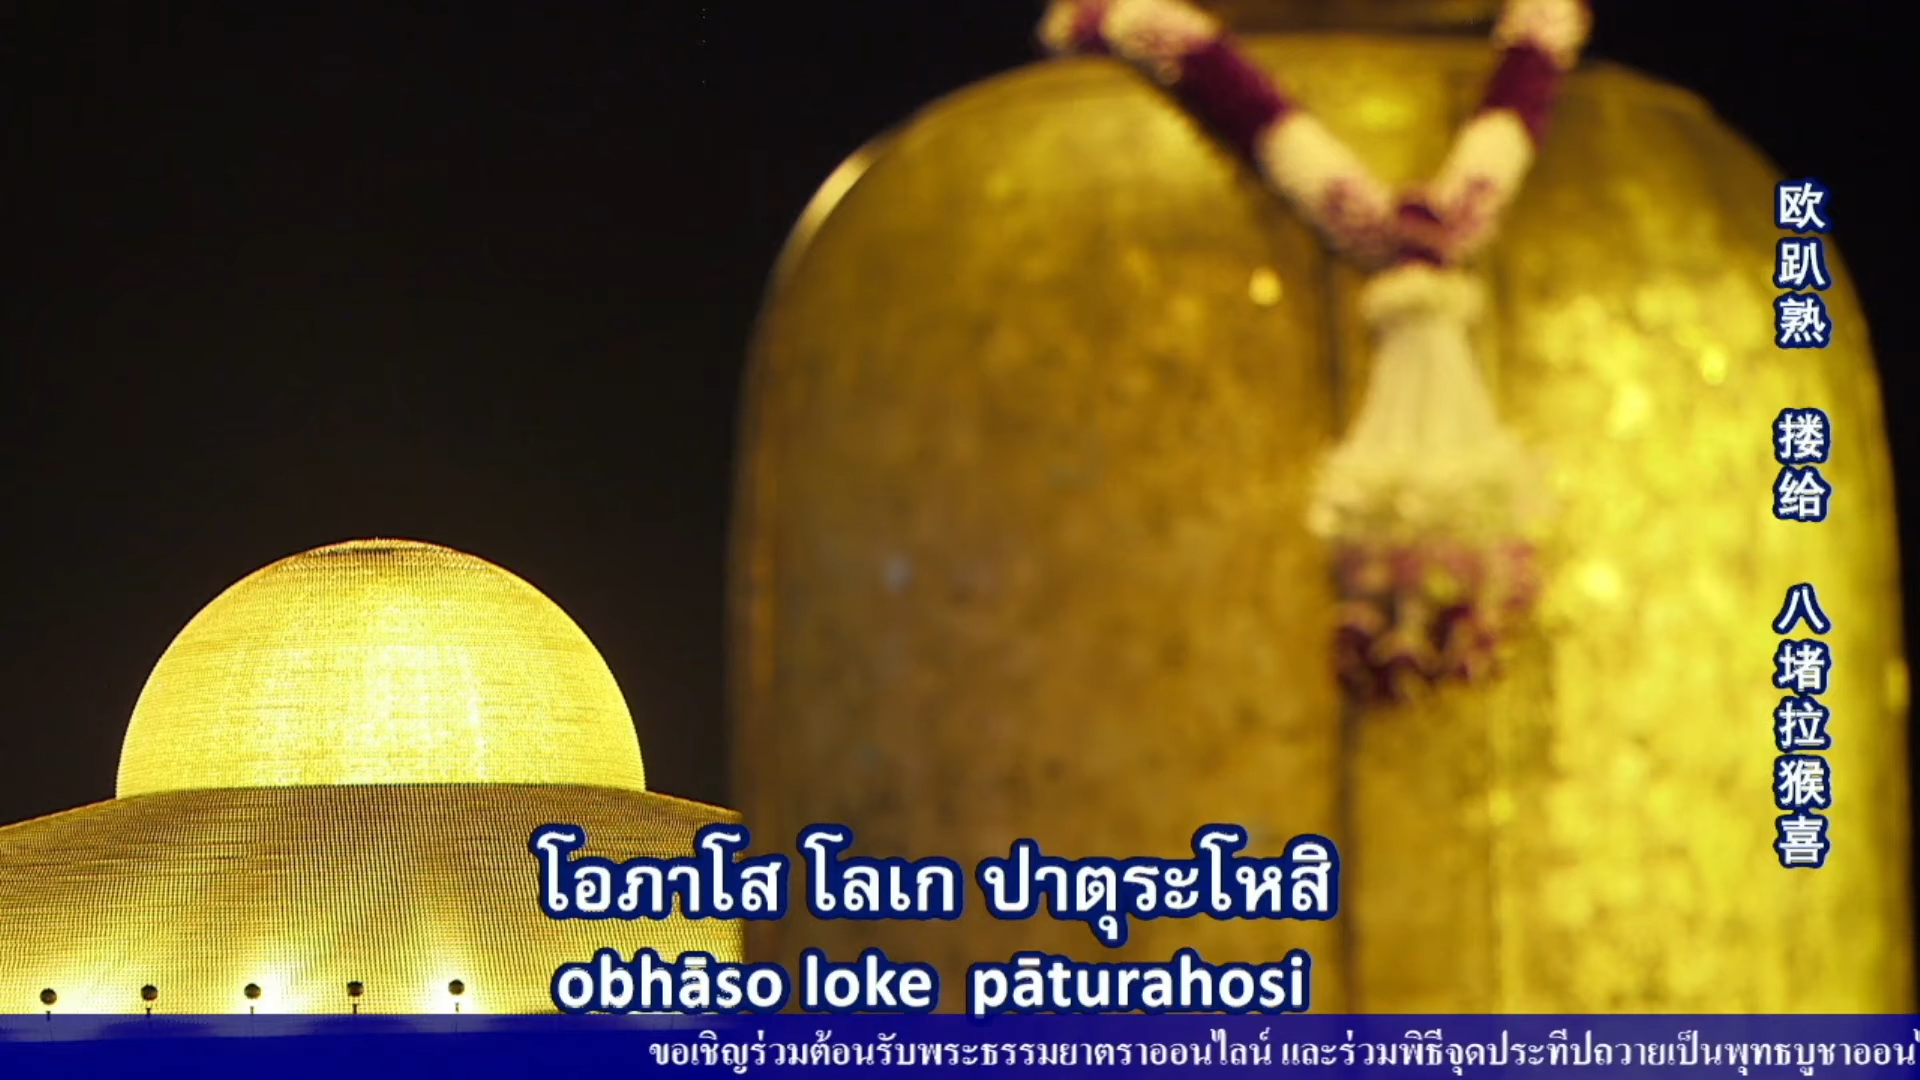 欧趴熟 搂给 八堵拉猴喜
โอภาโส โลเก ปาตุระโหสิ
obhāso loke pāturahosi
ขอเชิญร่วมต้อนรับพระธรรมยาตราออนไลน์ และร่วมพิธีจุดประทีปถวายเป็นพุทธบูชาออน